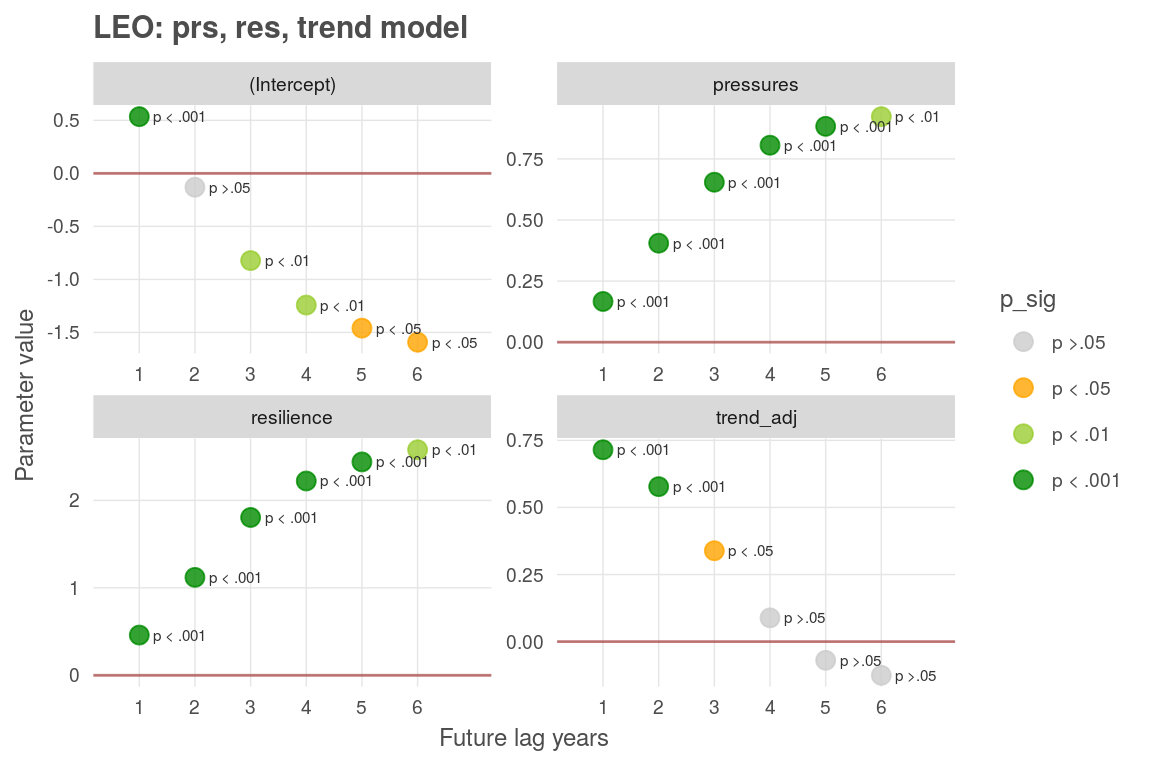 LEO: prs, res, trend model
(Intercept)
0.5
0.0
-0.5
-1.0
-1.5
p < .001
p >.05
p < .01
p < .01
p < .05
p < .05
1 2 3 4 5 6
pressures
0.75
0.50
0.25
0.00
p < .01
p < .001
p < .001
p < .001
p < .001
p < .001
1 2 3 4 5 6
resilience
2
1
0
p < .01
p < .001
p < .001
p < .001
p < .001
p < .001
1 2 3 4 5 6
trend_adj
0.75
0.50
0.25
0.00
p < .001
p < .001
p < .05
p >.05
p >.05
p >.05
1 2 3 4 5 6
Parameter value
Future lag years
p_sig
p >.05
p < .05
p < .01
p < .001